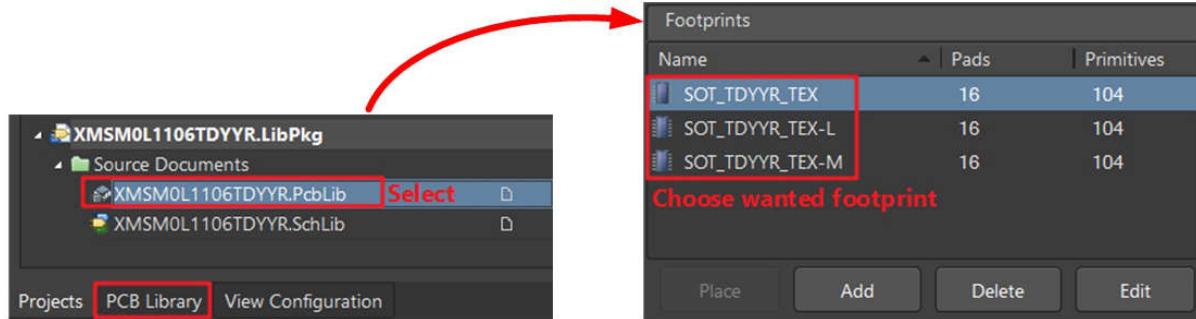 XMSM0L1106TDYYR.LibPkg
Source Documents
XMSM0L1106TDYYR.PcbLib Select
XMSM0L1106TDYYR.SchLib
Projects PCB Library View Configuration
Footprints
Name Pads Primitives
SOT_TDYYR_TEX 16 104
SOT_TDYYR_TEX-L 16 104
SOT_TDYYR_TEX-M 16 104
Choose wanted footprint
Place Add Delete Edit